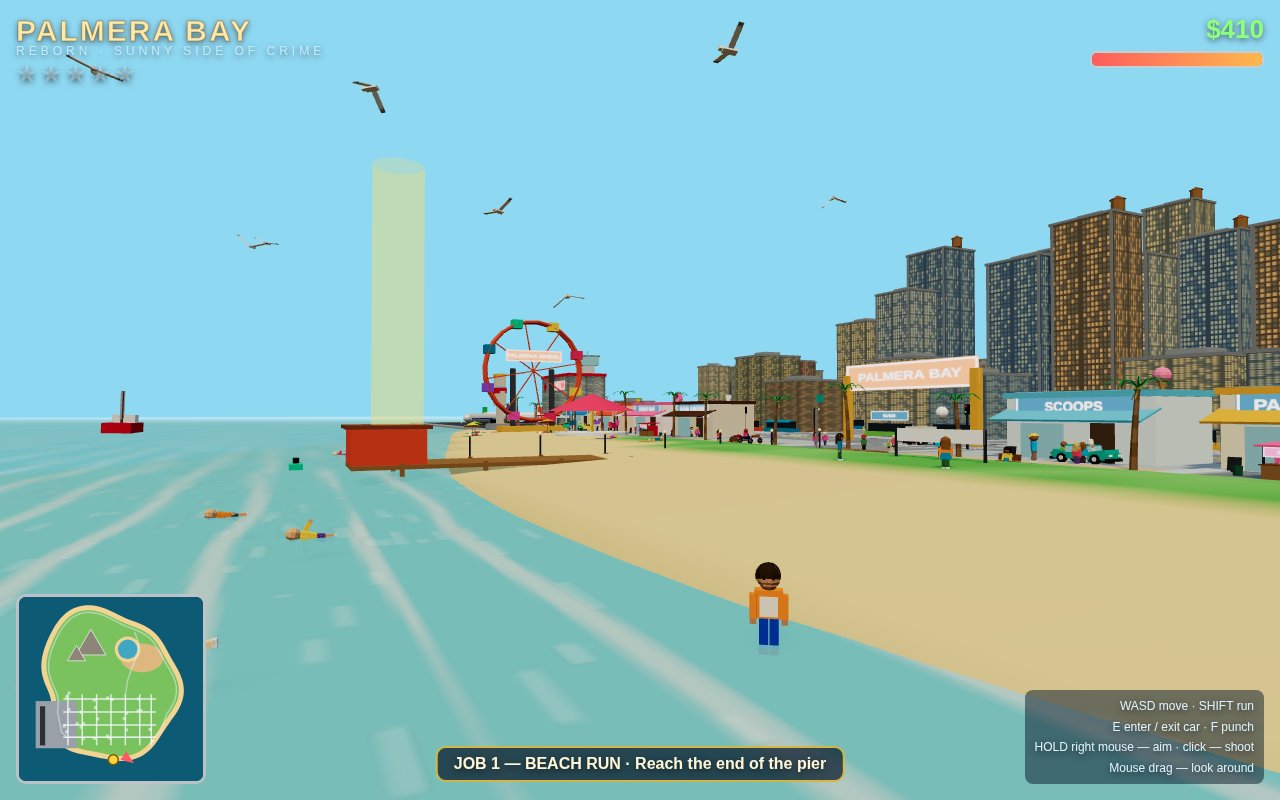 PALMERA BAY
REBORN · SUNNY SIDE OF CRIME
$410
PALMERA WHEEL
PALMERA BAY
SCOOPS
PA
JOB 1 — BEACH RUN · Reach the end of the pier
WASD move · SHIFT run
E enter / exit car · F punch
HOLD right mouse — aim · click — shoot
Mouse drag — look around